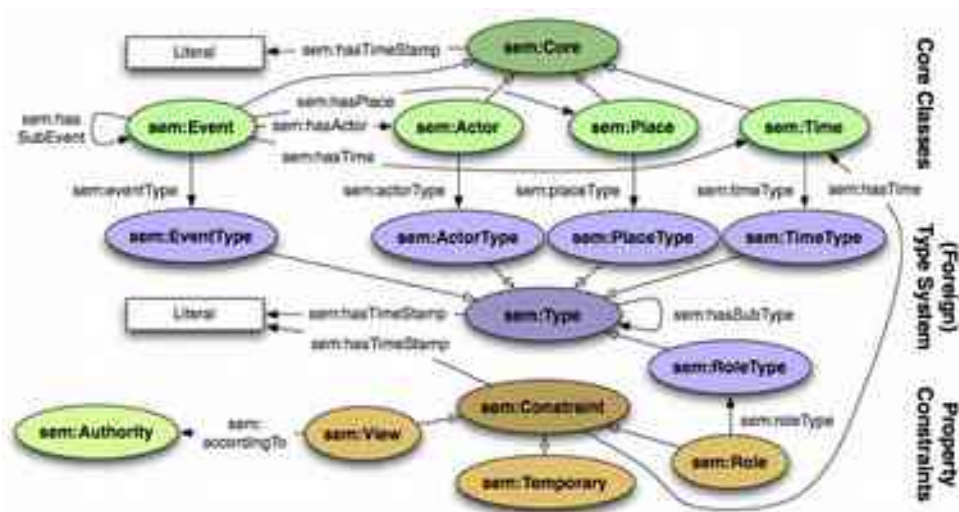 sem:Core
sem:hasTimeStamp
Literal
sem:hasPlace
sem:has
SubEvent
sem:Event
sem:hasActor
sem:Actor
sem:Place
sem:Time
sem:hasTime
sem:eventType
sem:actorType
sem:placeType
sem:timeType
sem:hasTime
sem:EventType
sem:ActorType
sem:PlaceType
sem:TimeType
Literal
sem:hasTimeStamp
sem:Type
sem:hasSubType
sem:hasTimeStamp
sem:RoleType
sem:Constraint
sem:roleType
sem:Authority
sem:
accordingTo
sem:View
sem:Role
sem:Temporary
Core Classes
(Foreign)
Type System
Property
Constraints